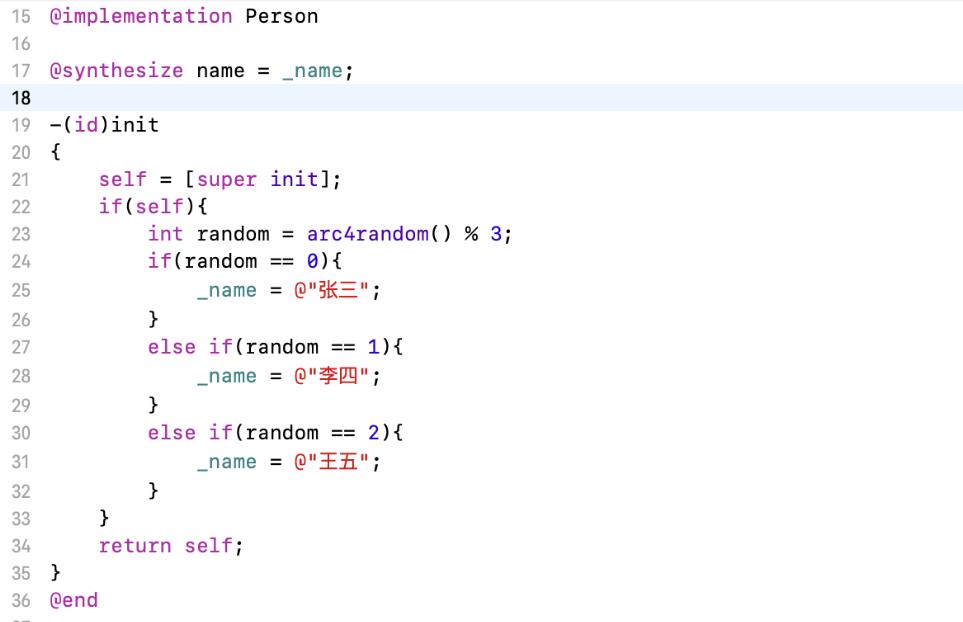 15 @implementation Person
16
17 @synthesize name = _name;
18
19 -(id)init
20 {
21     self = [super init];
22     if(self){
23         int random = arc4random() % 3;
24         if(random == 0){
25             _name = @"张三";
26         }
27         else if(random == 1){
28             _name = @"李四";
29         }
30         else if(random == 2){
31             _name = @"王五";
32         }
33     }
34     return self;
35 }
36 @end